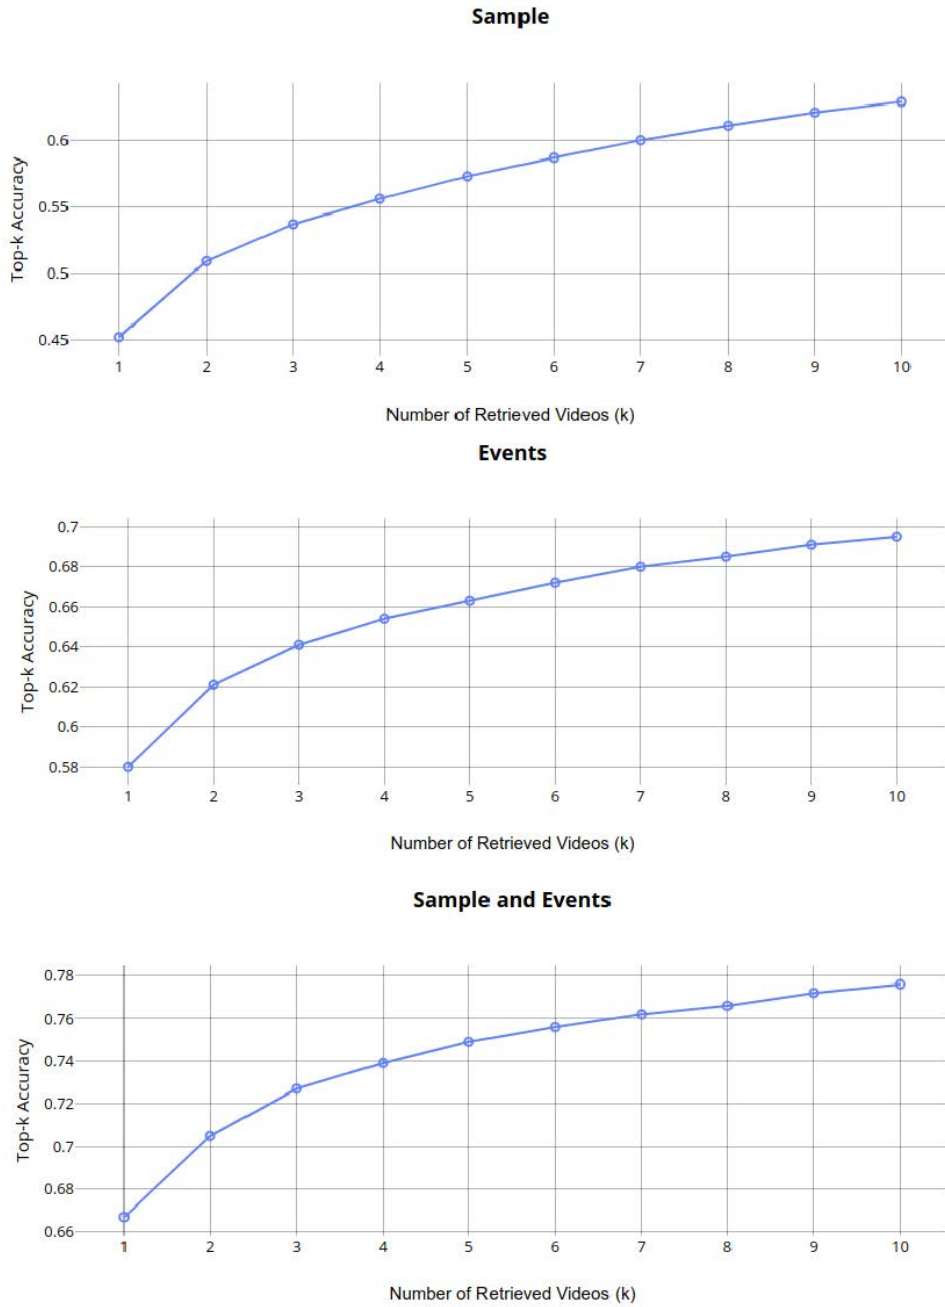 Sample
0.6
0.55
0.5
0.45
Top-k Accuracy
1 2 3 4 5 6 7 8 9 10
Number of Retrieved Videos (k)
Events
0.7
0.68
0.66
0.64
0.62
0.6
0.58
Top-k Accuracy
1 2 3 4 5 6 7 8 9 10
Number of Retrieved Videos (k)
Sample and Events
0.78
0.76
0.74
0.72
0.7
0.68
0.66
Top-k Accuracy
1 2 3 4 5 6 7 8 9 10
Number of Retrieved Videos (k)